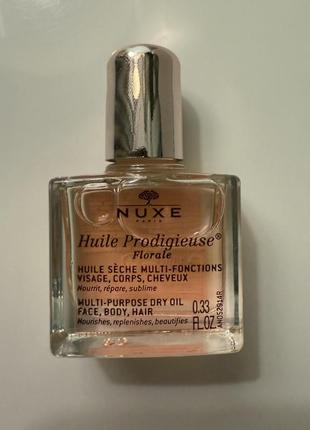 NUXE
PARIS
Huile Prodigieuse®
Florale
HUILE SÈCHE MULTI-FONCTIONS
VISAGE, CORPS, CHEVEUX
Nourrit, répare, sublime
MULTI-PURPOSE DRY OIL
FACE, BODY, HAIR
Nourishes, replenishes, beautifies
0.33
FL.OZ.
AH052914R